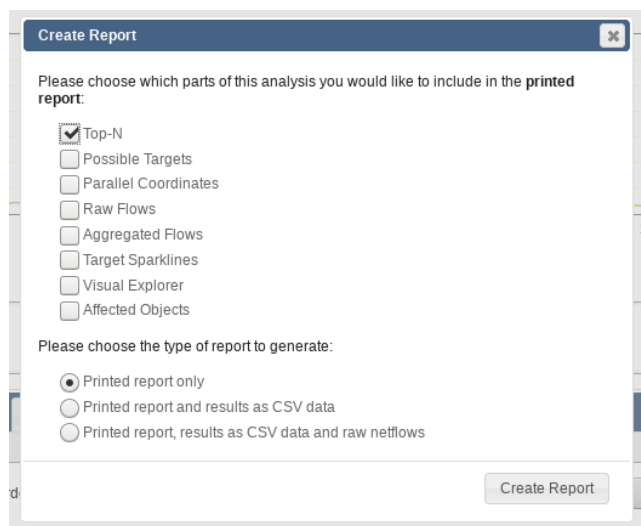 Create Report
Please choose which parts of this analysis you would like to include in the printed
report:
Top-N
Possible Targets
Parallel Coordinates
Raw Flows
Aggregated Flows
Target Sparklines
Visual Explorer
Affected Objects
Please choose the type of report to generate:
Printed report only
Printed report and results as CSV data
Printed report, results as CSV data and raw netflows
Create Report